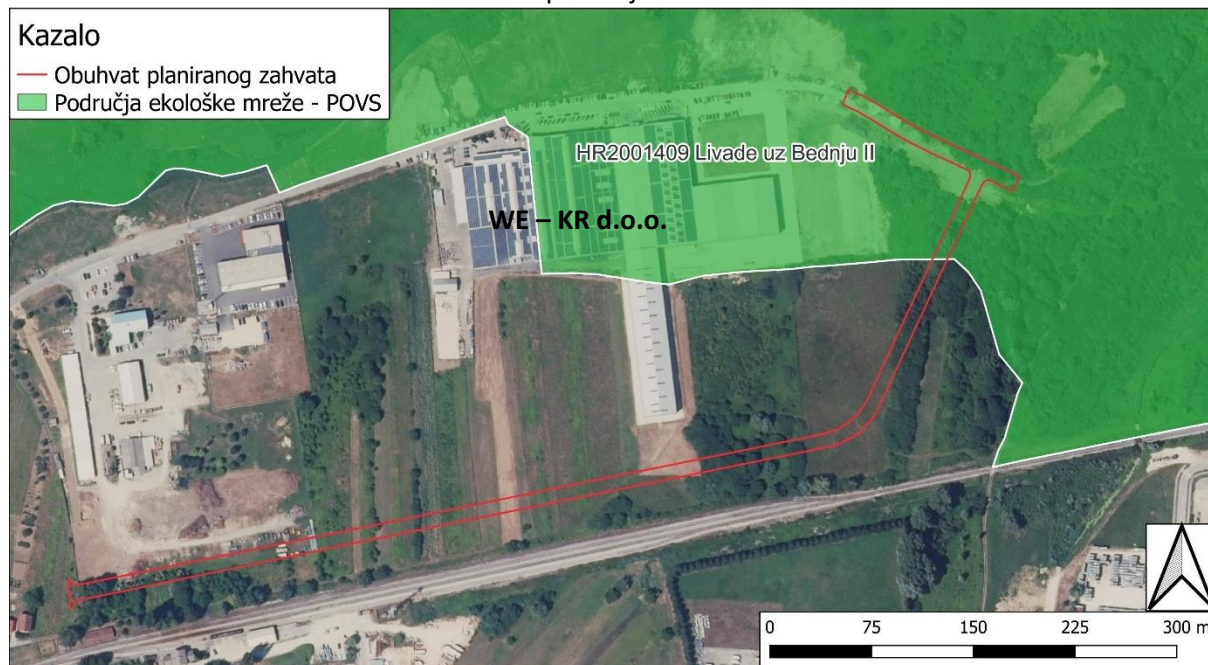 Kazalo
Obuhvat planiranog zahvata
Područja ekološke mreže - POVS
HR2001409 Livade uz Bednju II
WE – KR d.o.o.
0 75 150 225 300 m